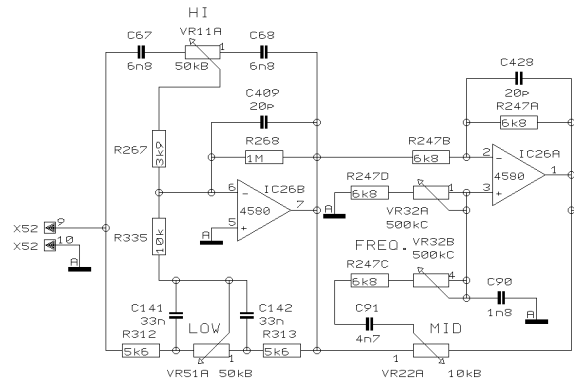 HI
C67
VR11A
C68
1
6n8
50kB
6n8
C409
20p
C428
20p
R247A
6k8
R267
3k9
R268
1M
R247B
6k8
2
IC26A
4580
1
3
R247D
6k8
1
VR32A
500kC
6
IC26B
4580
7
5
A
A
X52
9
X52
10
A
R335
10k
FREQ.
VR32B
500kC
R247C
6k8
4
C90
1n8
A
C141
33n
C142
33n
C91
4n7
LOW
MID
R312
5k6
R313
5k6
1
VR51A
50kB
1
VR22A
10kB